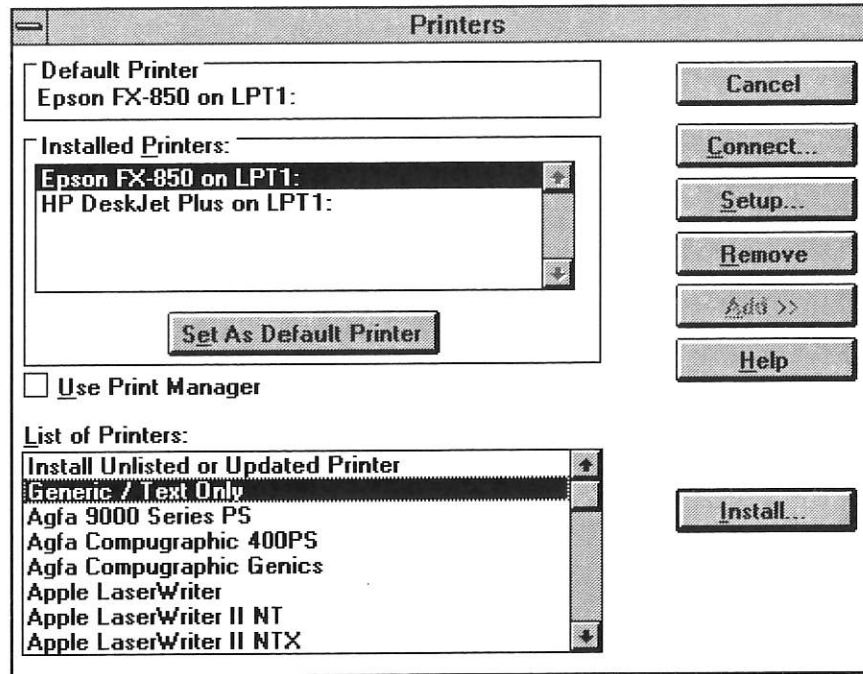 Printers
Default Printer
Epson FX-850 on LPT1:
Cancel
Installed Printers:
Epson FX-850 on LPT1:
HP DeskJet Plus on LPT1:
Set As Default Printer
Connect...
Setup...
Remove
Add >>
Help
Use Print Manager
List of Printers:
Install Unlisted or Updated Printer
Generic / Text Only
Agfa 9000 Series PS
Agfa Compugraphic 400PS
Agfa Compugraphic Genics
Apple LaserWriter
Apple LaserWriter II NT
Apple LaserWriter II NTX
Install...